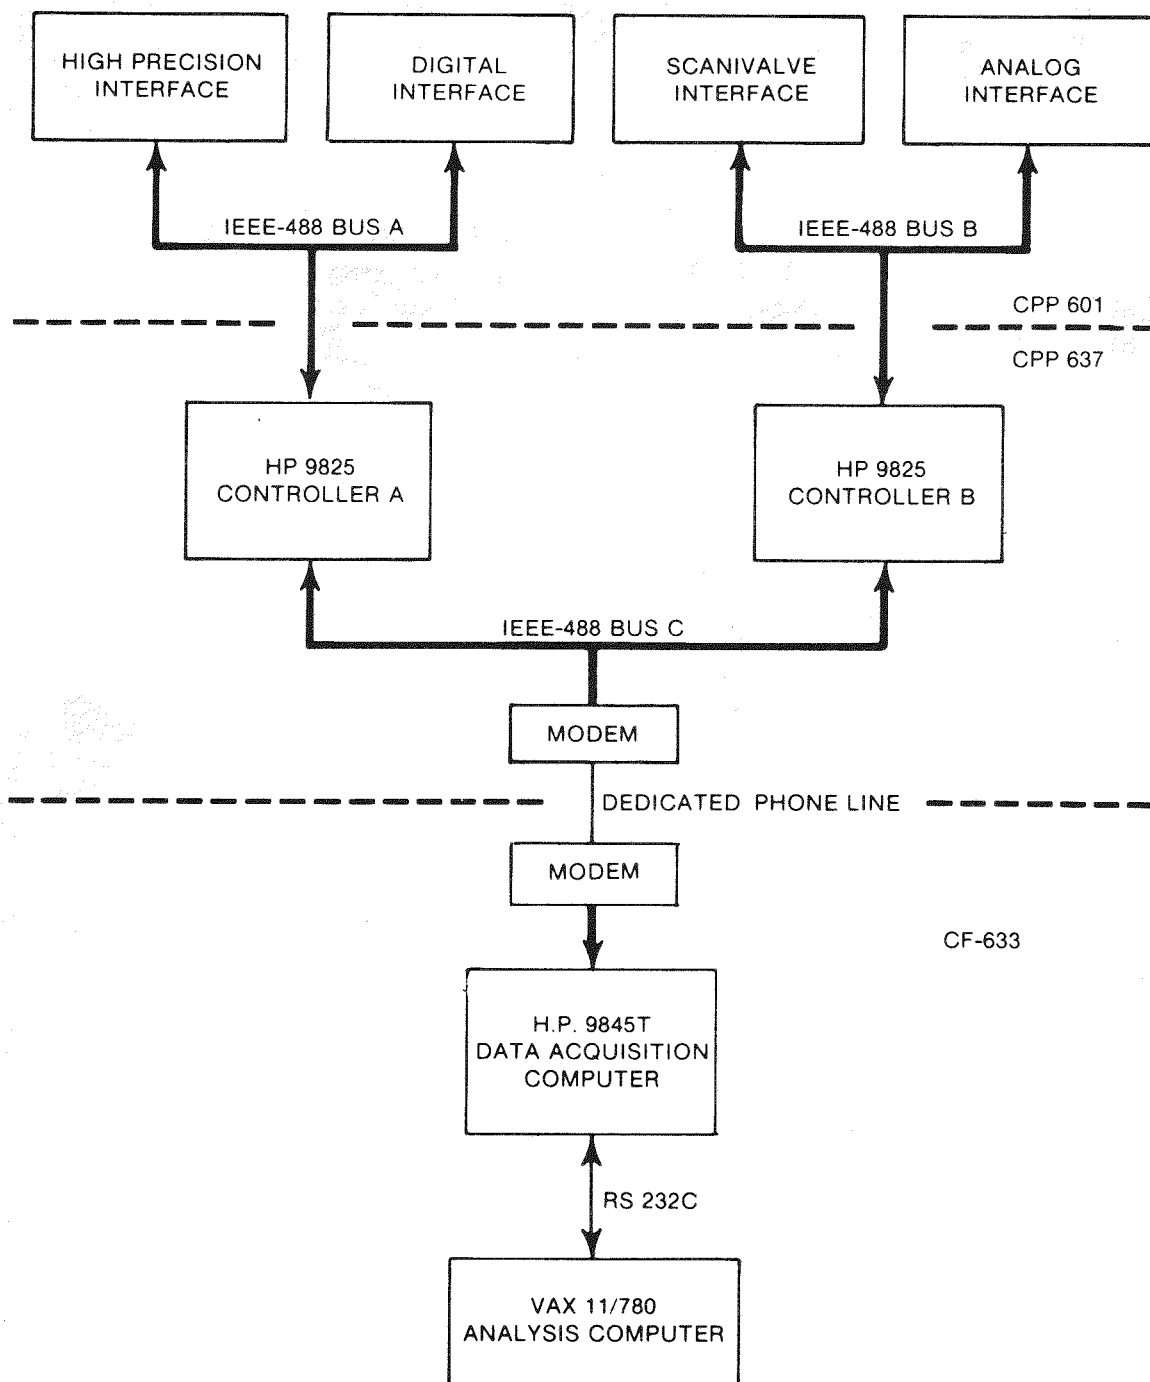 HIGH PRECISION
INTERFACE
DIGITAL
INTERFACE
SCANIVALVE
INTERFACE
ANALOG
INTERFACE
IEEE-488 BUS A
IEEE-488 BUS B
CPP 601
CPP 637
HP 9825
CONTROLLER A
HP 9825
CONTROLLER B
IEEE-488 BUS C
MODEM
DEDICATED PHONE LINE
MODEM
CF-633
H.P. 9845T
DATA ACQUISITION
COMPUTER
RS 232C
VAX 11/780
ANALYSIS COMPUTER